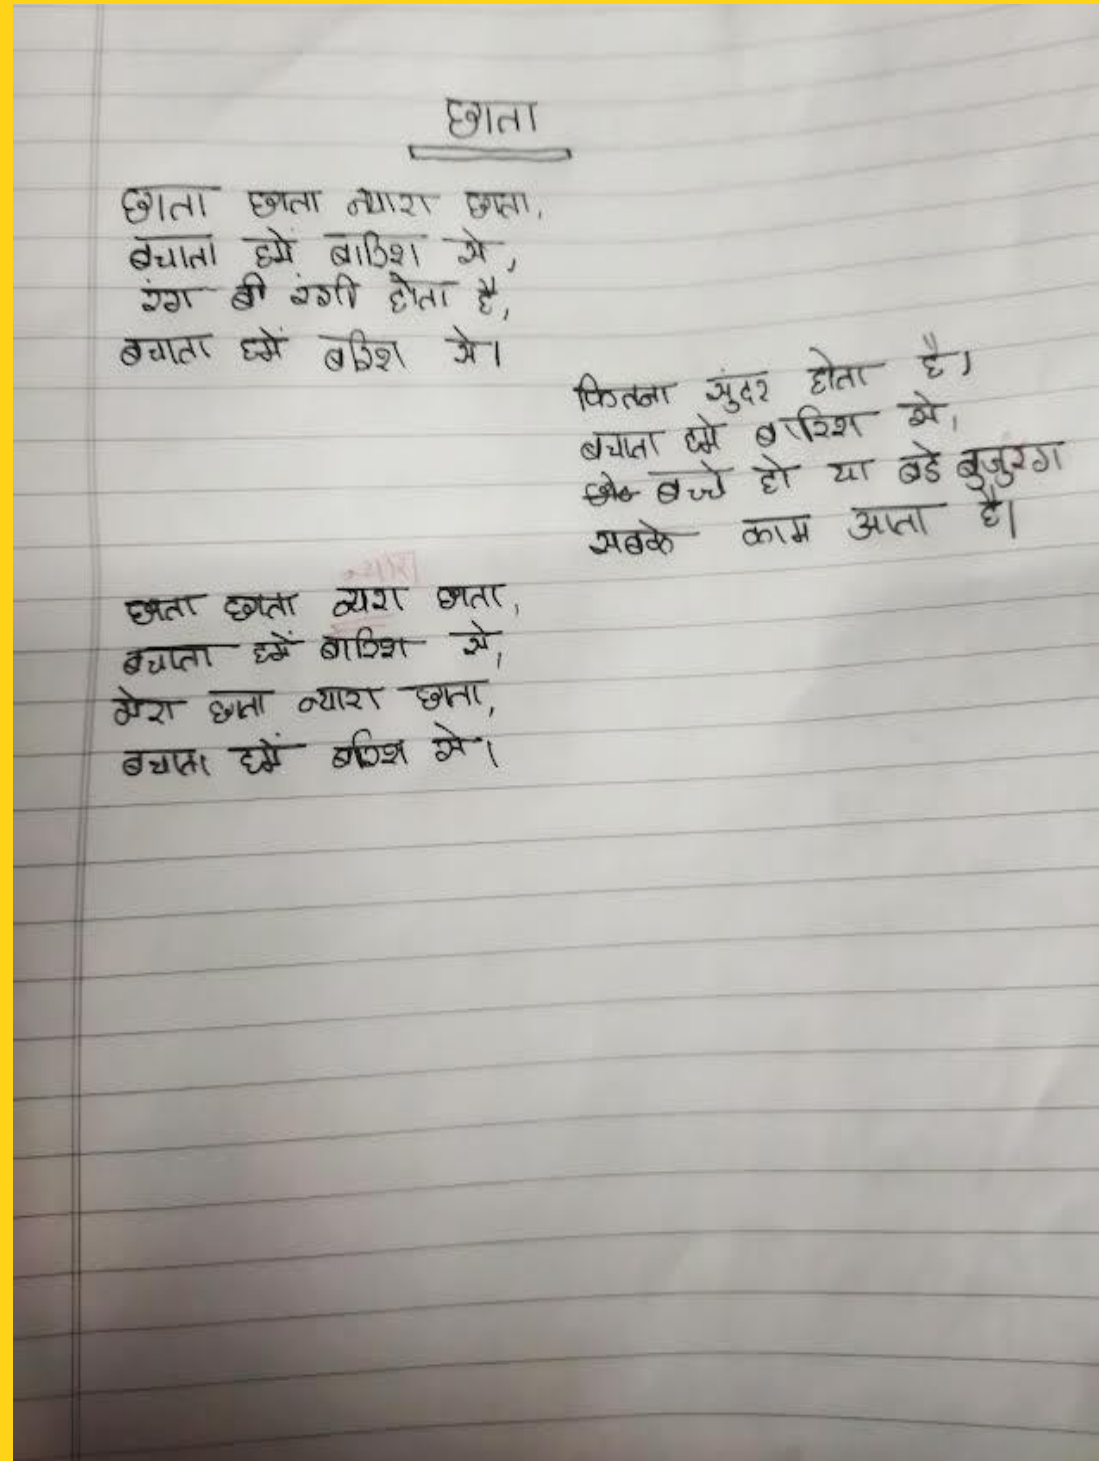 छाता
छाता छाता न्यारा छाता,
बचाता हमें बारिश से,
रंग बी रंगी होता है,
बचाता हमें बारिश से।
कितना सुंदर होता है।
बचाता हमें बारिश से,
बच्चे हो या बडे बुजुरग
सबके काम आता है।
न्यारा
छाता छाता न्यारा छाता,
बचाता हमें बारिश से,
मेरा छाता न्यारा छाता,
बचाता हमें बारिश से।